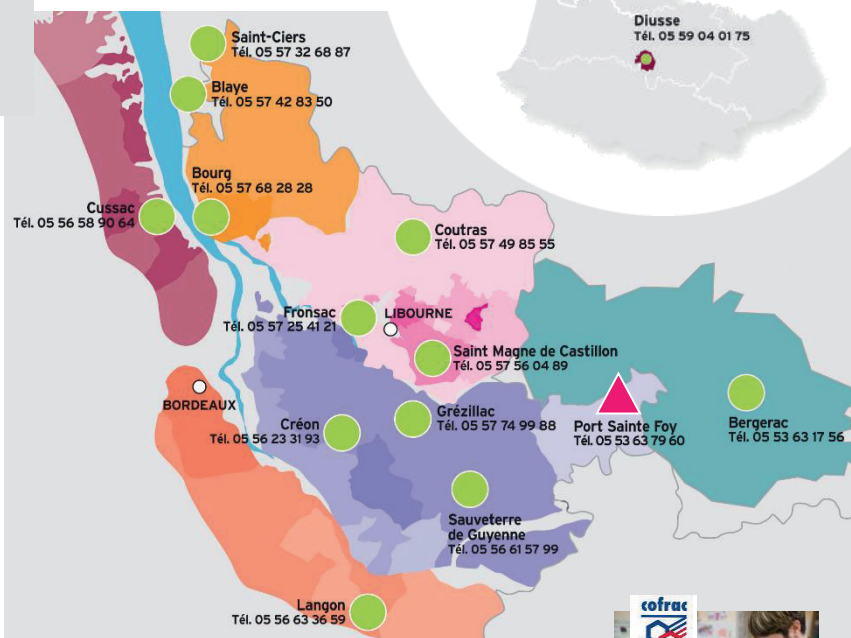 Diusse
Tél. 05 59 04 01 75
Saint-Ciers
Tél. 05 57 32 68 87
Blaye
Tél. 05 57 42 83 50
Bourg
Tél. 05 57 68 28 28
Cussac
Tél. 05 56 58 90 64
Coutras
Tél. 05 57 49 85 55
Fronsac
Tél. 05 57 25 41 21
LIBOURNE
Saint Magne de Castillon
Tél. 05 57 56 04 89
BORDEAUX
Créon
Tél. 05 56 23 31 93
Grézillac
Tél. 05 57 74 99 88
Port Sainte Foy
Tél. 05 53 63 79 60
Bergerac
Tél. 05 53 63 17 56
Sauveterre
de Guyenne
Tél. 05 56 61 57 99
Langon
Tél. 05 56 63 36 59
cofrac